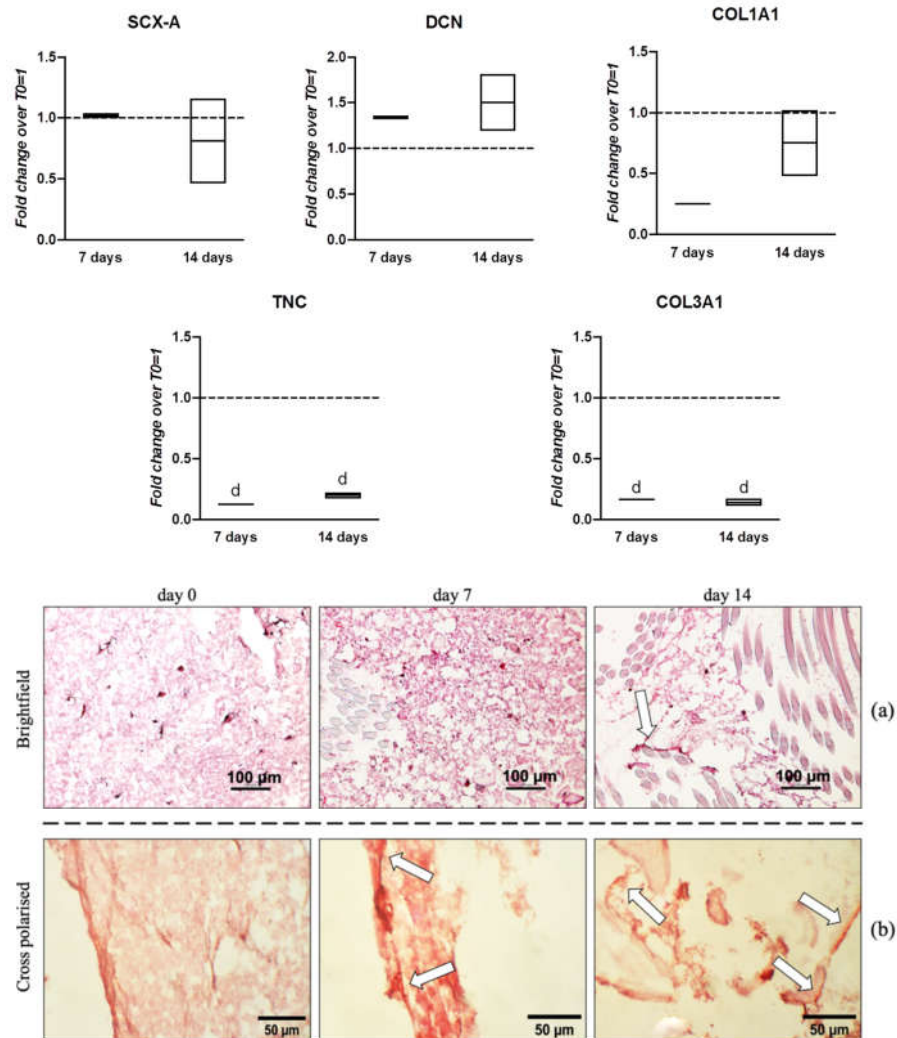 SCX-A
Fold change over T0=1
1.5
1.0
0.5
0.0
7 days 14 days
DCN
Fold change over T0=1
2.0
1.5
1.0
0.5
0.0
7 days 14 days
COL1A1
Fold change over T0=1
1.5
1.0
0.5
0.0
7 days 14 days
TNC
Fold change over T0=1
1.5
1.0
0.5
0.0
d d
7 days 14 days
COL3A1
Fold change over T0=1
1.5
1.0
0.5
0.0
d d
7 days 14 days
day 0 day 7 day 14
Brightfield
100 µm 100 µm 100 µm
(a)
Cross polarised
50 µm 50 µm 50 µm
(b)